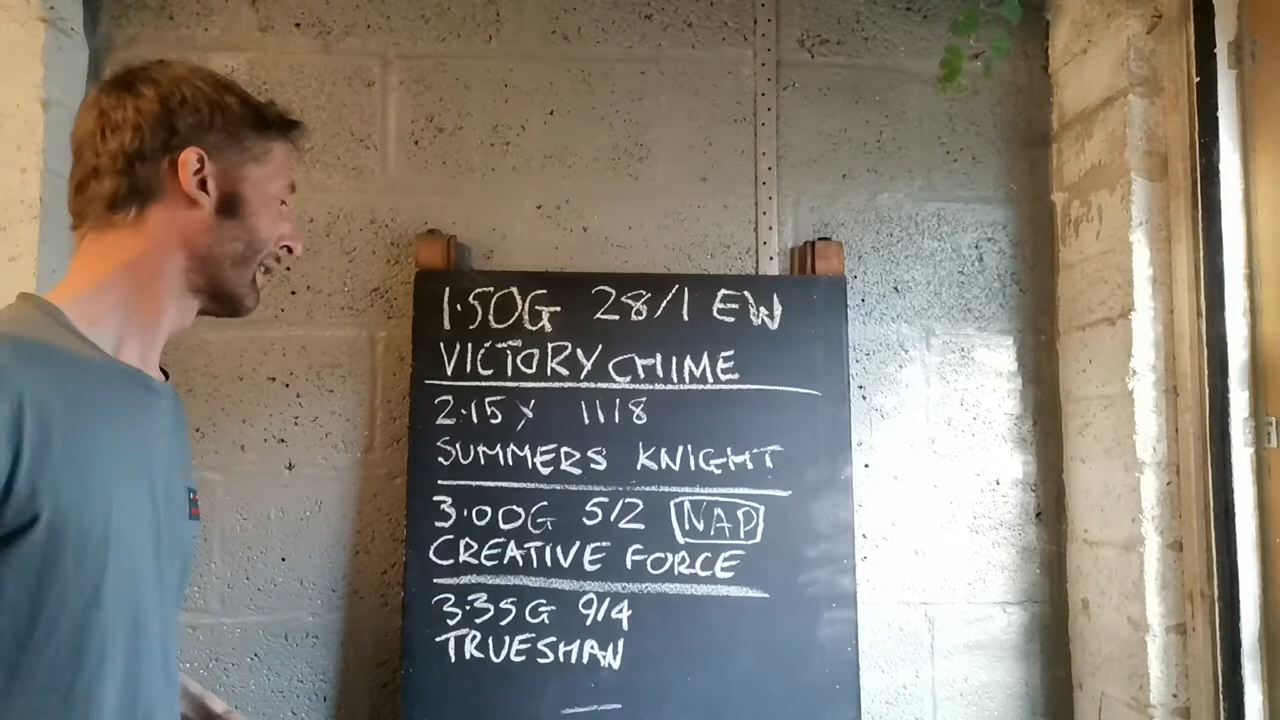 1.50G 28/1 EW
VICTORY CHIME
2.15Y 11/8
SUMMERS KNIGHT
3.00G 5/2 NAP
CREATIVE FORCE
3.35G 9/4
TRUESHAN